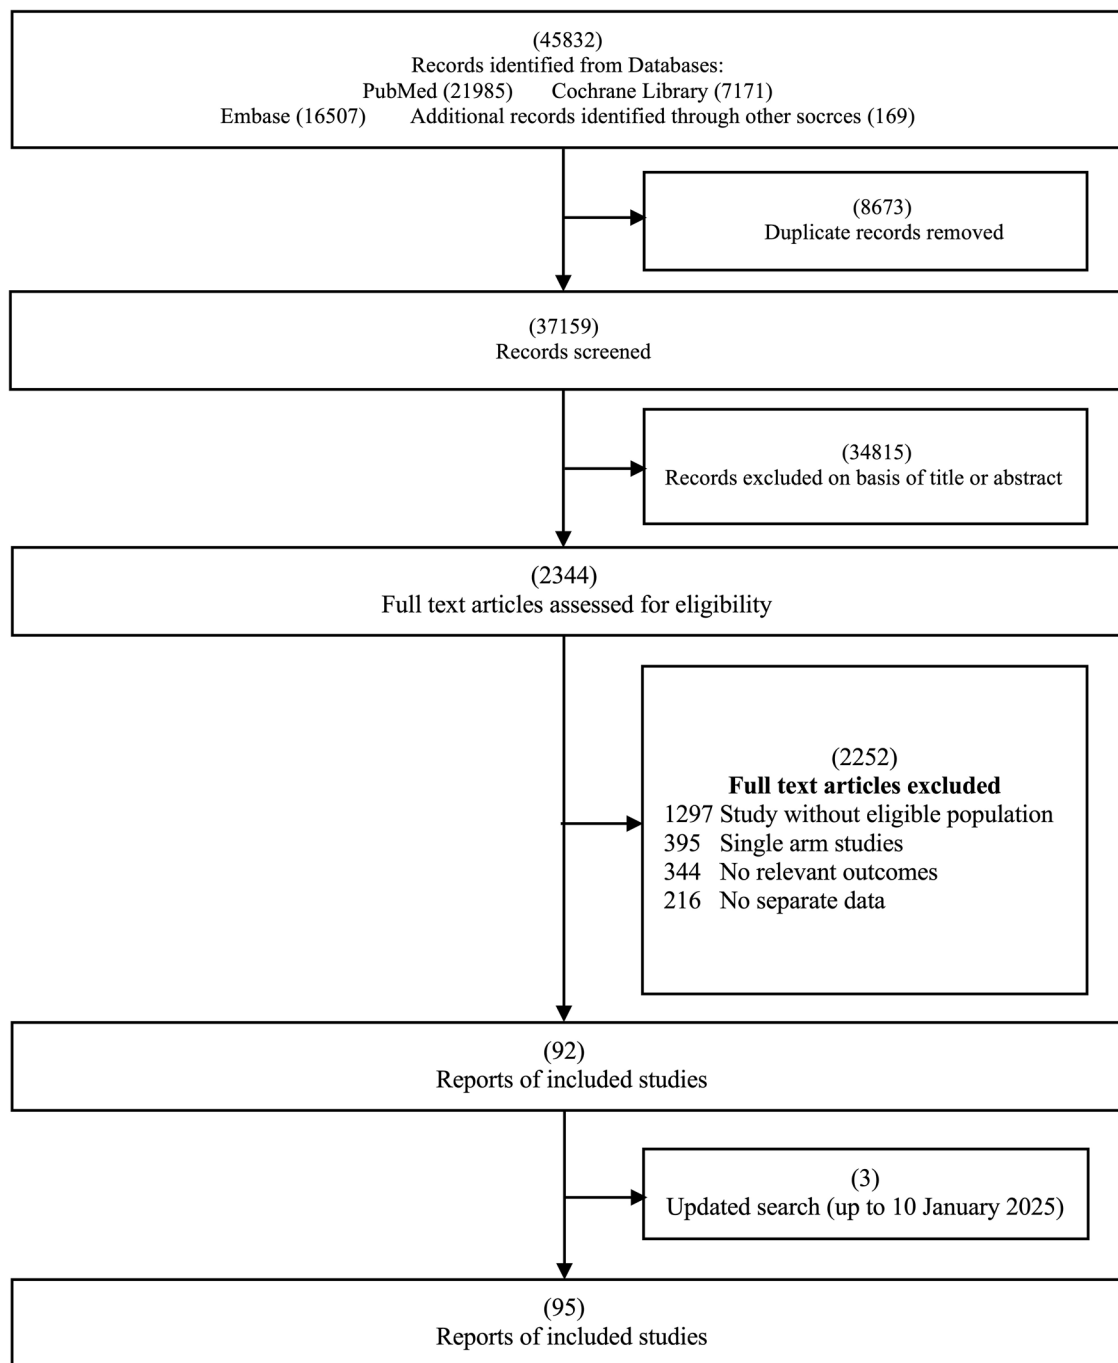 (45832)
Records identified from Databases:
PubMed (21985) Cochrane Library (7171)
Embase (16507) Additional records identified through other socrces (169)
(8673)
Duplicate records removed
(37159)
Records screened
(34815)
Records excluded on basis of title or abstract
(2344)
Full text articles assessed for eligibility
(2252)
Full text articles excluded
1297 Study without eligible population
395 Single arm studies
344 No relevant outcomes
216 No separate data
(92)
Reports of included studies
(3)
Updated search (up to 10 January 2025)
(95)
Reports of included studies